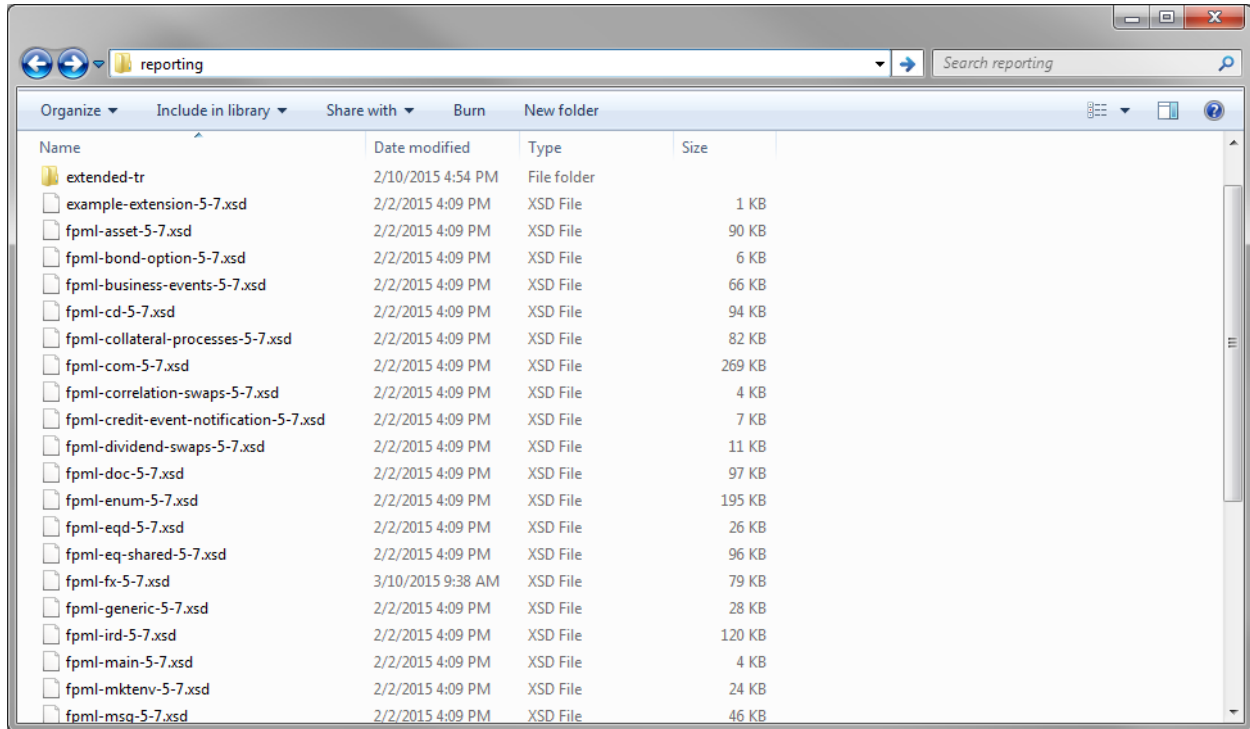 reporting Search reporting
Organize Include in library Share with Burn New folder
Name Date modified Type Size
extended-tr 2/10/2015 4:54 PM File folder
example-extension-5-7.xsd 2/2/2015 4:09 PM XSD File 1 KB
fpml-asset-5-7.xsd 2/2/2015 4:09 PM XSD File 90 KB
fpml-bond-option-5-7.xsd 2/2/2015 4:09 PM XSD File 6 KB
fpml-business-events-5-7.xsd 2/2/2015 4:09 PM XSD File 66 KB
fpml-cd-5-7.xsd 2/2/2015 4:09 PM XSD File 94 KB
fpml-collateral-processes-5-7.xsd 2/2/2015 4:09 PM XSD File 82 KB
fpml-com-5-7.xsd 2/2/2015 4:09 PM XSD File 269 KB
fpml-correlation-swaps-5-7.xsd 2/2/2015 4:09 PM XSD File 4 KB
fpml-credit-event-notification-5-7.xsd 2/2/2015 4:09 PM XSD File 7 KB
fpml-dividend-swaps-5-7.xsd 2/2/2015 4:09 PM XSD File 11 KB
fpml-doc-5-7.xsd 2/2/2015 4:09 PM XSD File 97 KB
fpml-enum-5-7.xsd 2/2/2015 4:09 PM XSD File 195 KB
fpml-eqd-5-7.xsd 2/2/2015 4:09 PM XSD File 26 KB
fpml-eq-shared-5-7.xsd 2/2/2015 4:09 PM XSD File 96 KB
fpml-fx-5-7.xsd 3/10/2015 9:38 AM XSD File 79 KB
fpml-generic-5-7.xsd 2/2/2015 4:09 PM XSD File 28 KB
fpml-ird-5-7.xsd 2/2/2015 4:09 PM XSD File 120 KB
fpml-main-5-7.xsd 2/2/2015 4:09 PM XSD File 4 KB
fpml-mktenv-5-7.xsd 2/2/2015 4:09 PM XSD File 24 KB
fpml-msg-5-7.xsd 2/2/2015 4:09 PM XSD File 46 KB